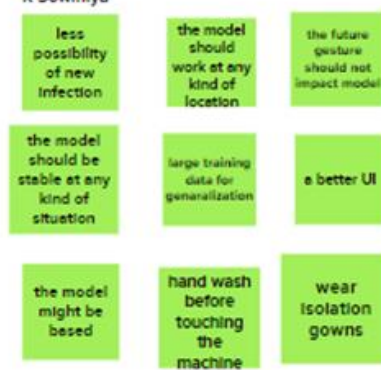 less
possibility
of new
infection
the model
should
work at any
kind of
location
the future
gesture
should not
impact model
the model
should be
stable at any
kind of
situation
large training
data for
genaralization
a better UI
the model
might be
based
hand wash
before
touching
the
machine
wear
isolation
gowns